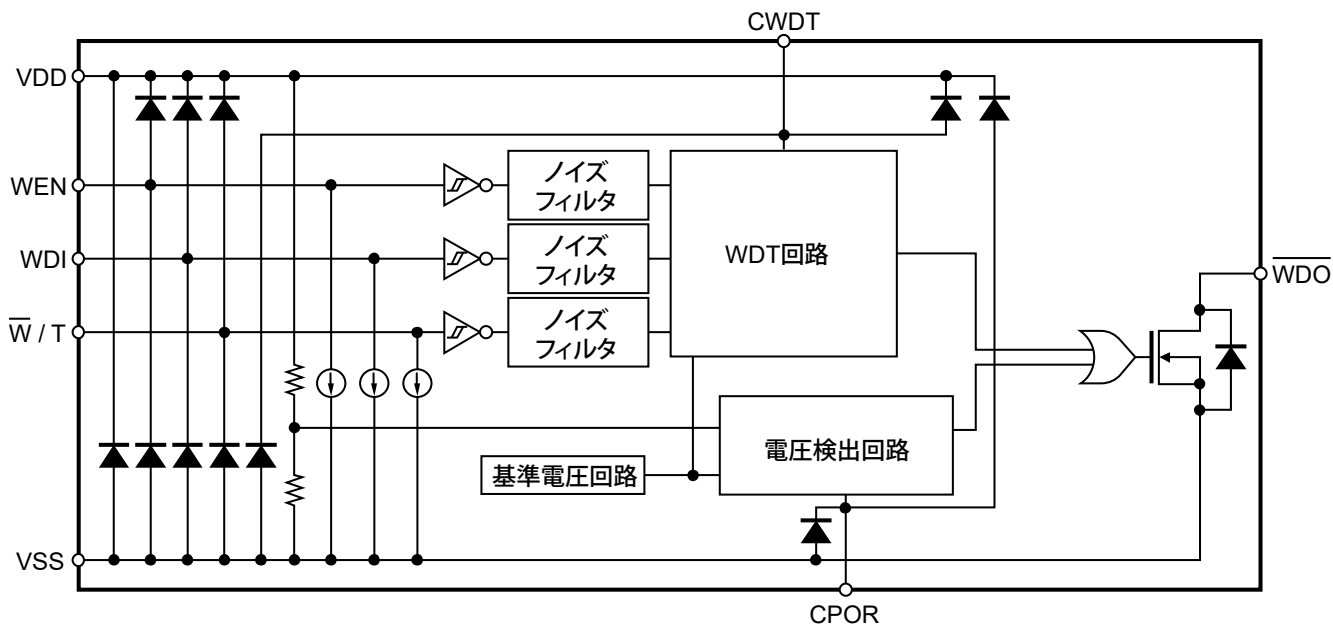 CWDT
VDD
WEN
ノイズ
フィルタ
WDI
ノイズ
フィルタ
WDT回路
WDO
W / T
ノイズ
フィルタ
電圧検出回路
基準電圧回路
VSS
CPOR